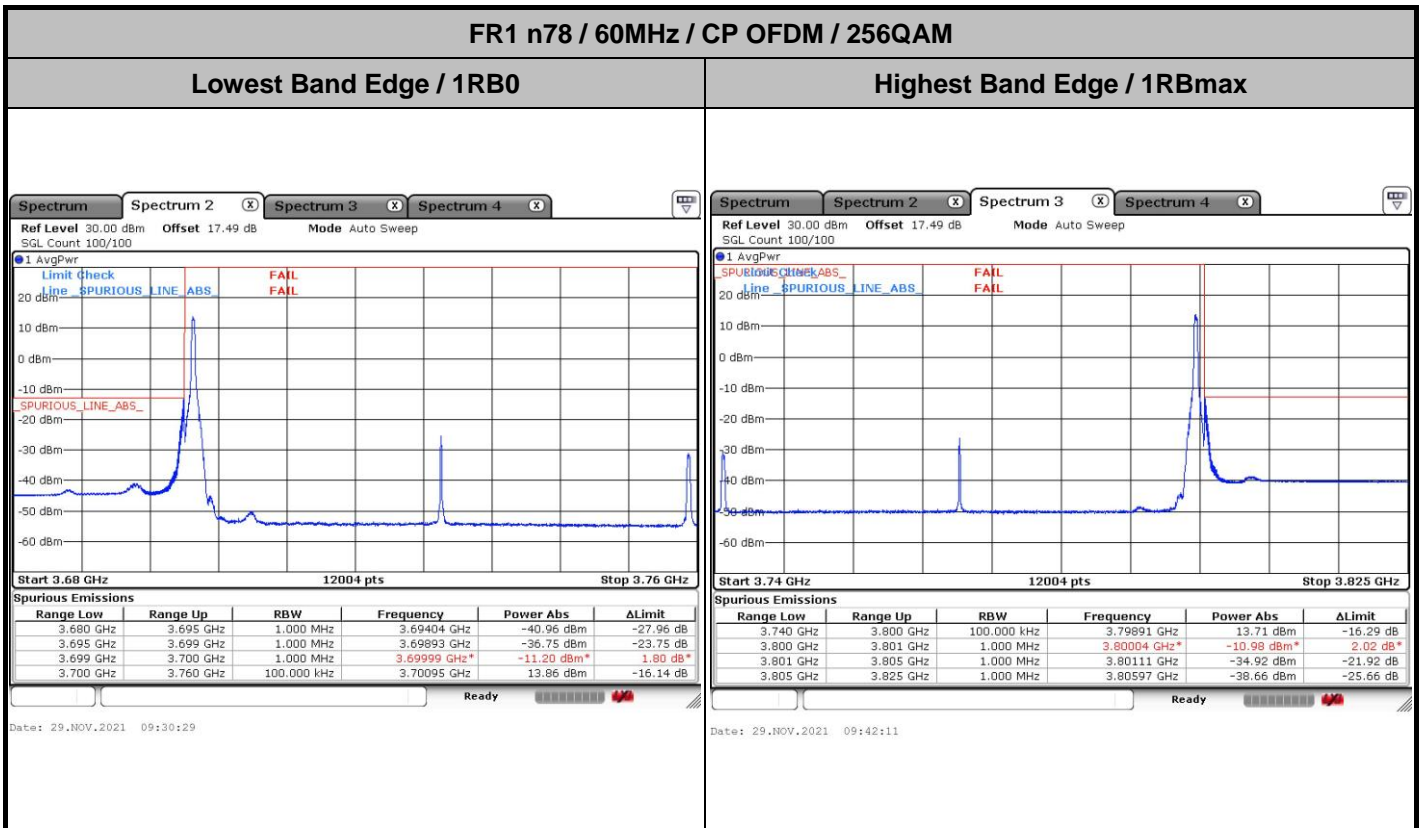 FR1 n78 / 60MHz / CP OFDM / 256QAM
Lowest Band Edge / 1RB0
Highest Band Edge / 1RBmax
Spectrum Spectrum 2 Spectrum 3 Spectrum 4
Ref Level 30.00 dBm Offset 17.49 dB Mode Auto Sweep
SGL Count 100/100
1 AvgPwr
Limit Check FAIL
Line _SPURIOUS_LINE_ABS_ FAIL
20 dBm
10 dBm
0 dBm
-10 dBm
_SPURIOUS_LINE_ABS_
-20 dBm
-30 dBm
-40 dBm
-50 dBm
-60 dBm
Start 3.68 GHz 12004 pts Stop 3.76 GHz
Spurious Emissions
Range Low Range Up RBW Frequency Power Abs ΔLimit
3.680 GHz 3.695 GHz 1.000 MHz 3.69404 GHz -40.96 dBm -27.96 dB
3.695 GHz 3.699 GHz 1.000 MHz 3.69893 GHz -36.75 dBm -23.75 dB
3.699 GHz 3.700 GHz 1.000 MHz 3.69999 GHz* -11.20 dBm* 1.80 dB*
3.700 GHz 3.760 GHz 100.000 kHz 3.70095 GHz 13.86 dBm -16.14 dB
Ready
Date: 29.NOV.2021 09:30:29
Spectrum Spectrum 2 Spectrum 3 Spectrum 4
Ref Level 30.00 dBm Offset 17.49 dB Mode Auto Sweep
SGL Count 100/100
1 AvgPwr
_SPURIOUS_LINE_ABS_
Limit Check FAIL
Line _SPURIOUS_LINE_ABS_ FAIL
20 dBm
10 dBm
0 dBm
-10 dBm
-20 dBm
-30 dBm
-40 dBm
-50 dBm
-60 dBm
Start 3.74 GHz 12004 pts Stop 3.825 GHz
Spurious Emissions
Range Low Range Up RBW Frequency Power Abs ΔLimit
3.740 GHz 3.800 GHz 100.000 kHz 3.79891 GHz 13.71 dBm -16.29 dB
3.800 GHz 3.801 GHz 1.000 MHz 3.80004 GHz* -10.98 dBm* 2.02 dB*
3.801 GHz 3.805 GHz 1.000 MHz 3.80111 GHz -34.92 dBm -21.92 dB
3.805 GHz 3.825 GHz 1.000 MHz 3.80597 GHz -38.66 dBm -25.66 dB
Ready
Date: 29.NOV.2021 09:42:11